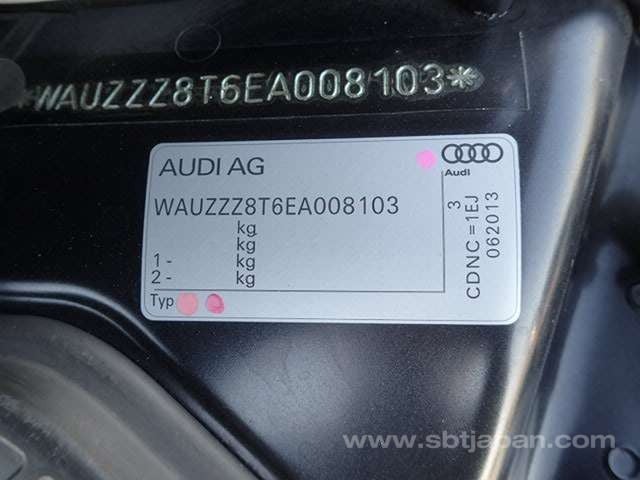 *WAUZZZ8T6EA008103*
AUDI AG
Audi
WAUZZZ8T6EA008103
kg
kg
1 - kg
2 - kg
Typ
3
CDNC =1EJ
062013
www.sbtjapan.com